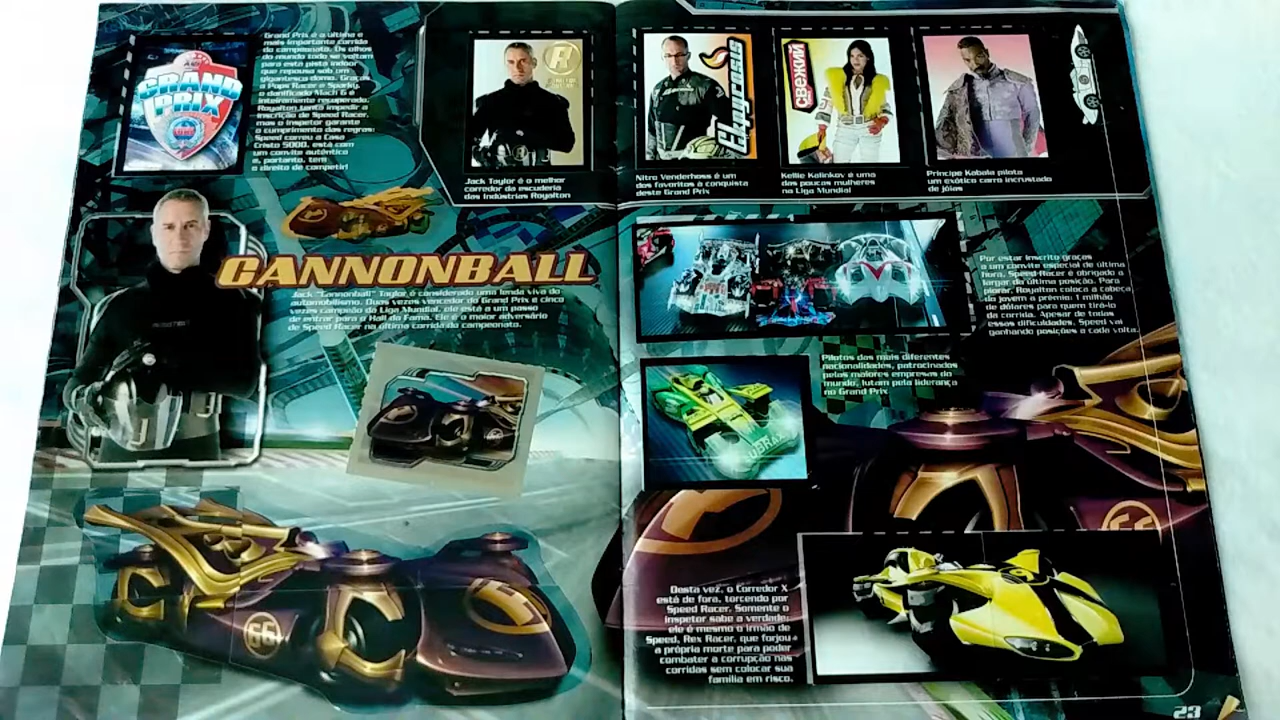 GRAND
PRIX
Grand Prix é a última e
mais importante corrida
do campeonato. Os olhos
do mundo todo se voltam
para esta pista indoor
que repousa sob um
gigantesco domo. Graças
a Pops Racer e Sparky,
o danificado Mach 6 é
inteiramente recuperado.
Royalton tenta impedir a
inscrição de Speed Racer,
mas o inspetor garante
o cumprimento das regras:
Speed correu a Casa
Cristo 5000, está com
um convite autêntico
e, portanto, tem
o direito de competir!
R
Jack Taylor é o melhor
corredor da escuderia
das Indústrias Royalton
CANNONBALL
Jack "Cannonball" Taylor é considerado uma lenda viva do
automobilismo. Duas vezes vencedor do Grand Prix e cinco
vezes campeão da Liga Mundial, ele está a um passo
de entrar para o Hall da Fama. Ele é o maior adversário
de Speed Racer na última corrida do campeonato.
J
66
Nitro Venderhoss é um
dos favoritos à conquista
deste Grand Prix
СВЕЖИЙ
Kellie Kalinkov é uma
das poucas mulheres
na Liga Mundial
Príncipe Kabala pilota
um exótico carro incrustado
de jóias
Por estar inscrito graças
a um convite especial de última
hora, Speed Racer é obrigado a
largar da última posição. Para
piorar, Royalton coloca a cabeça
do jovem a prêmio: 1 milhão
de dólares para quem tirá-lo
da corrida. Apesar de todas
essas dificuldades, Speed vai
ganhando posições a cada volta.
Pilotos das mais diferentes
nacionalidades, patrocinados
pelas maiores empresas do
mundo, lutam pela liderança
no Grand Prix
66
Desta vez, o Corredor X
está de fora, torcendo por
Speed Racer. Somente o
inspetor sabe a verdade:
ele é mesmo o irmão de
Speed, Rex Racer, que forjou
a própria morte para poder
combater a corrupção nas
corridas sem colocar sua
família em risco.
23